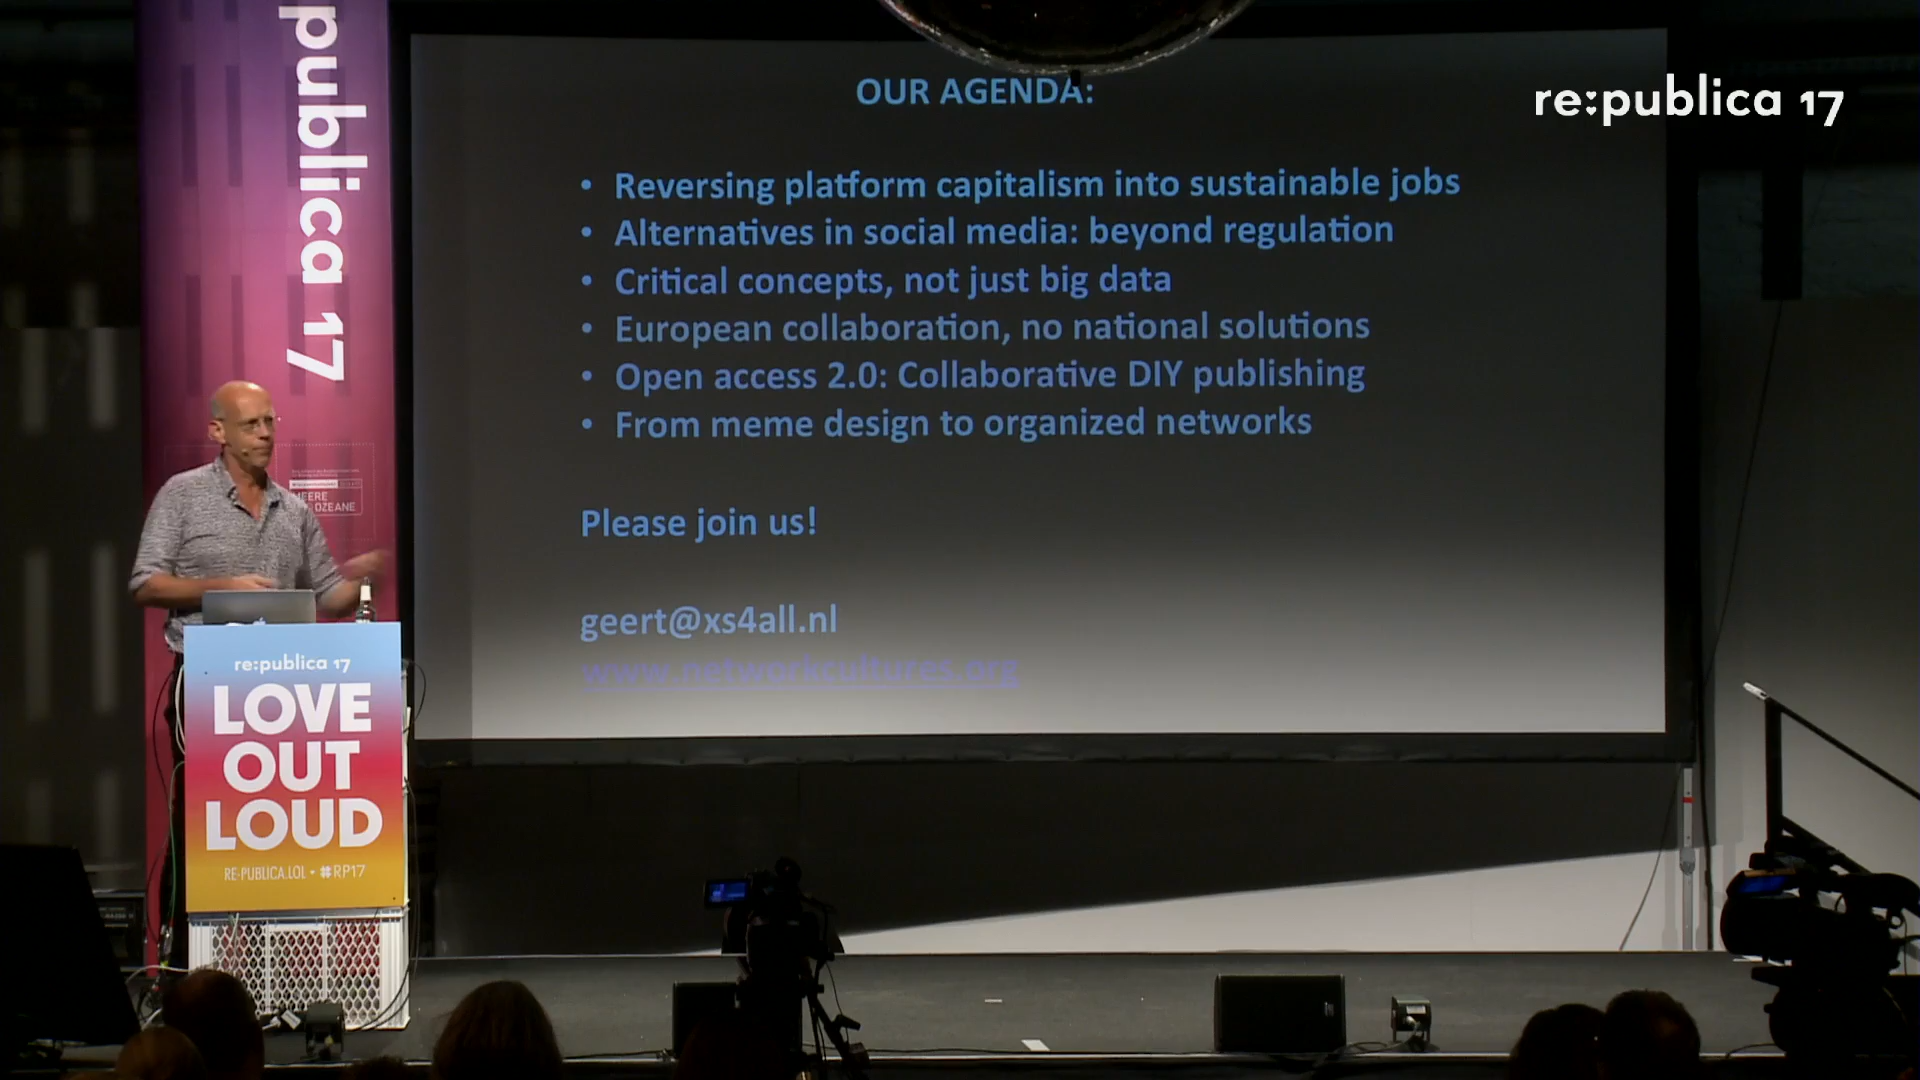 publica 17
re:publica 17
OUR AGENDA:
• Reversing platform capitalism into sustainable jobs
• Alternatives in social media: beyond regulation
• Critical concepts, not just big data
• European collaboration, no national solutions
• Open access 2.0: Collaborative DIY publishing
• From meme design to organized networks
Please join us!
geert@xs4all.nl
www.networkcultures.org
MEERE
OZEANE
re:publica 17
LOVE
OUT
LOUD
RE-PUBLICA.LOL • #RP17